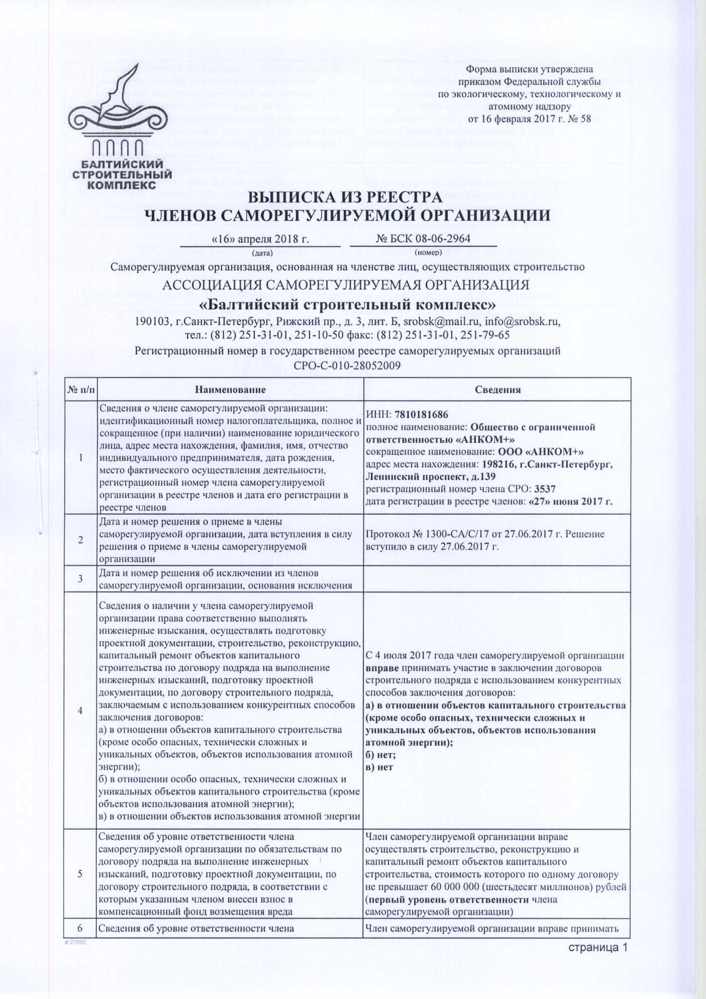 Форма выписки утверждена
приказом Федеральной службы
по экологическому, технологическому и
атомному надзору
от 16 февраля 2017 г. № 58
БАЛТИЙСКИЙ
СТРОИТЕЛЬНЫЙ
КОМПЛЕКС
ВЫПИСКА ИЗ РЕЕСТРА
ЧЛЕНОВ САМОРЕГУЛИРУЕМОЙ ОРГАНИЗАЦИИ
«16» апреля 2018 г. № БСК 08-06-2964
(дата) (номер)
Саморегулируемая организация, основанная на членстве лиц, осуществляющих строительство
АССОЦИАЦИЯ САМОРЕГУЛИРУЕМАЯ ОРГАНИЗАЦИЯ
«Балтийский строительный комплекс»
190103, г.Санкт-Петербург, Рижский пр., д. 3, лит. Б, srobsk@mail.ru, info@srobsk.ru,
тел.: (812) 251-31-01, 251-10-50 факс: (812) 251-31-01, 251-79-65
Регистрационный номер в государственном реестре саморегулируемых организаций
СРО-С-010-28052009
№ п/п Наименование Сведения
1
Сведения о члене саморегулируемой организации:
идентификационный номер налогоплательщика, полное и
сокращенное (при наличии) наименование юридического
лица, адрес места нахождения, фамилия, имя, отчество
индивидуального предпринимателя, дата рождения,
место фактического осуществления деятельности,
регистрационный номер члена саморегулируемой
организации в реестре членов и дата его регистрации в
реестре членов
ИНН: 7810181686
полное наименование: Общество с ограниченной
ответственностью «АНКОМ+»
сокращенное наименование: ООО «АНКОМ+»
адрес места нахождения: 198216, г.Санкт-Петербург,
Ленинский проспект, д.139
регистрационный номер члена СРО: 3537
дата регистрации в реестре членов: «27» июня 2017 г.
2
Дата и номер решения о приеме в члены
саморегулируемой организации, дата вступления в силу
решения о приеме в члены саморегулируемой
организации
Протокол № 1300-СА/С/17 от 27.06.2017 г. Решение
вступило в силу 27.06.2017 г.
3
Дата и номер решения об исключении из членов
саморегулируемой организации, основания исключения
4
Сведения о наличии у члена саморегулируемой
организации права соответственно выполнять
инженерные изыскания, осуществлять подготовку
проектной документации, строительство, реконструкцию,
капитальный ремонт объектов капитального
строительства по договору подряда на выполнение
инженерных изысканий, подготовку проектной
документации, по договору строительного подряда,
заключаемым с использованием конкурентных способов
заключения договоров:
а) в отношении объектов капитального строительства
(кроме особо опасных, технически сложных и
уникальных объектов, объектов использования атомной
энергии);
б) в отношении особо опасных, технически сложных и
уникальных объектов капитального строительства (кроме
объектов использования атомной энергии);
в) в отношении объектов использования атомной энергии
С 4 июля 2017 года член саморегулируемой организации
вправе принимать участие в заключении договоров
строительного подряда с использованием конкурентных
способов заключения договоров:
а) в отношении объектов капитального строительства
(кроме особо опасных, технически сложных и
уникальных объектов, объектов использования
атомной энергии);
б) нет;
в) нет
5
Сведения об уровне ответственности члена
саморегулируемой организации по обязательствам по
договору подряда на выполнение инженерных
изысканий, подготовку проектной документации, по
договору строительного подряда, в соответствии с
которым указанным членом внесен взнос в
компенсационный фонд возмещения вреда
Член саморегулируемой организации вправе
осуществлять строительство, реконструкцию и
капитальный ремонт объектов капитального
строительства, стоимость которого по одному договору
не превышает 60 000 000 (шестьдесят миллионов) рублей
(первый уровень ответственности члена
саморегулируемой организации)
6
Сведения об уровне ответственности члена
Член саморегулируемой организации вправе принимать
# 27892
страница 1